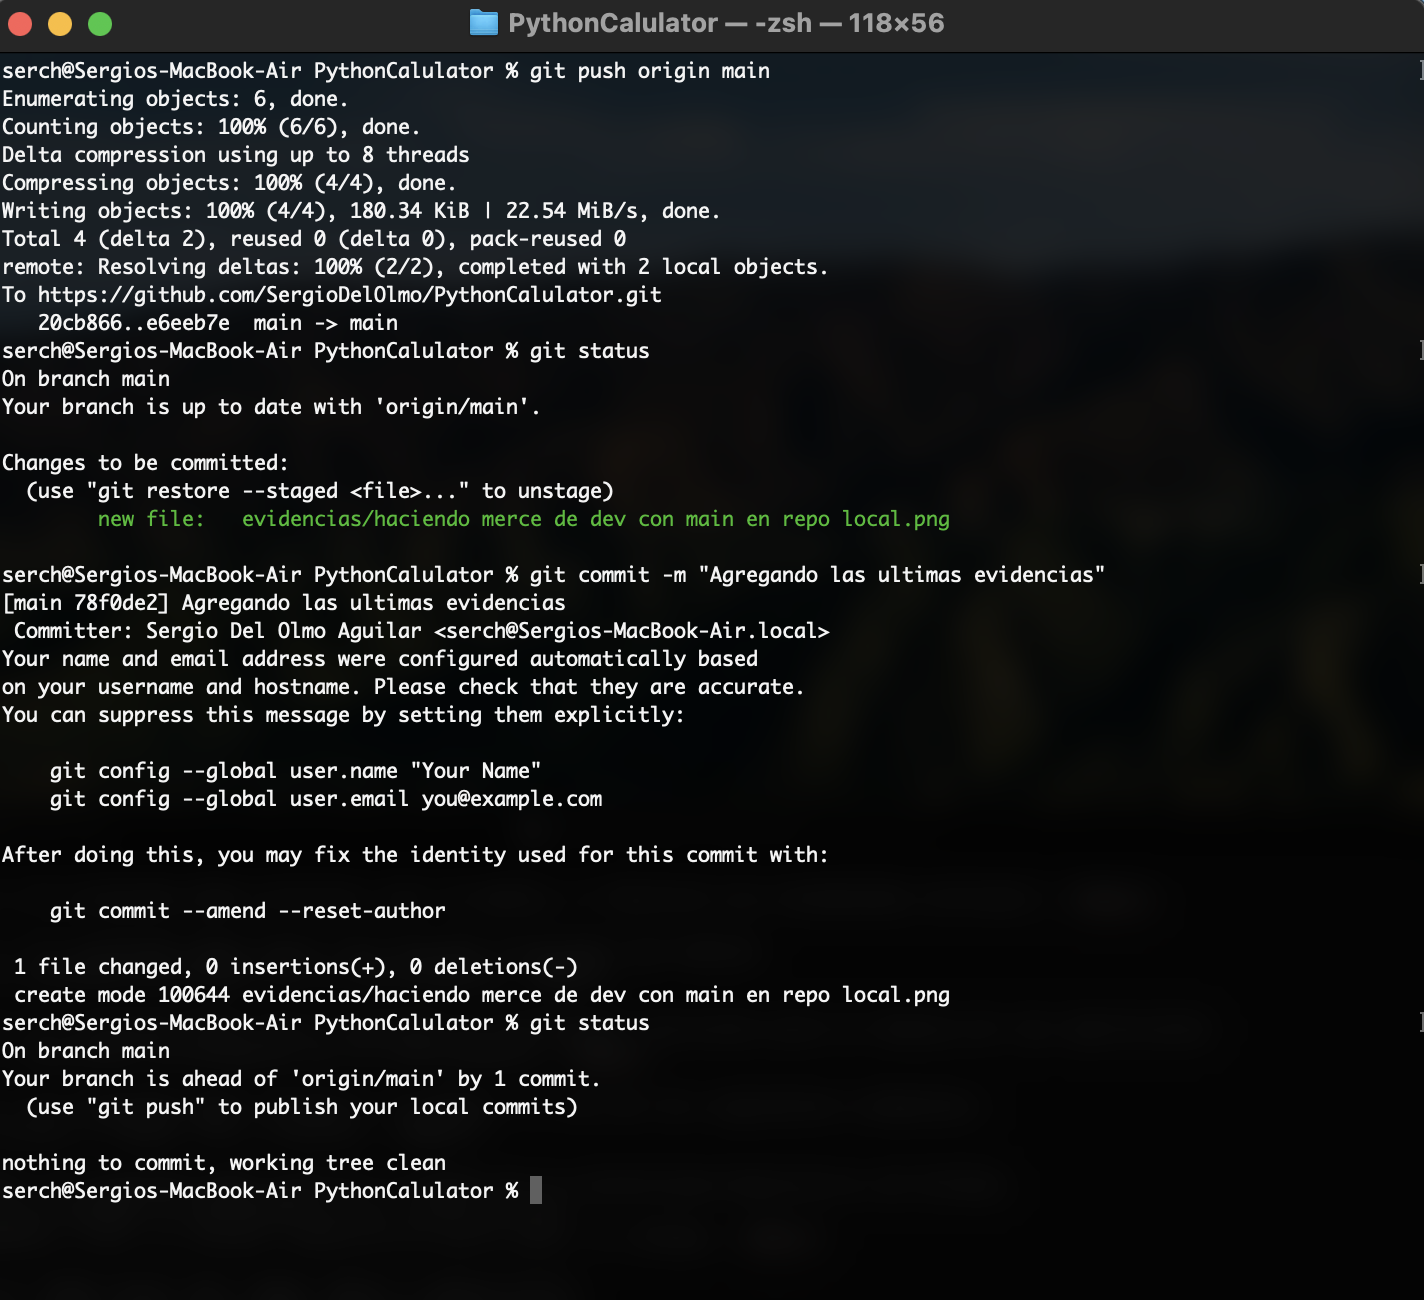 PythonCalulator — -zsh — 118×56
serch@Sergios-MacBook-Air PythonCalulator % git push origin main
Enumerating objects: 6, done.
Counting objects: 100% (6/6), done.
Delta compression using up to 8 threads
Compressing objects: 100% (4/4), done.
Writing objects: 100% (4/4), 180.34 KiB | 22.54 MiB/s, done.
Total 4 (delta 2), reused 0 (delta 0), pack-reused 0
remote: Resolving deltas: 100% (2/2), completed with 2 local objects.
To https://github.com/SergioDelOlmo/PythonCalulator.git
   20cb866..e6eeb7e  main -> main
serch@Sergios-MacBook-Air PythonCalulator % git status
On branch main
Your branch is up to date with 'origin/main'.

Changes to be committed:
  (use "git restore --staged <file>..." to unstage)
        new file:   evidencias/haciendo merce de dev con main en repo local.png

serch@Sergios-MacBook-Air PythonCalulator % git commit -m "Agregando las ultimas evidencias"
[main 78f0de2] Agregando las ultimas evidencias
 Committer: Sergio Del Olmo Aguilar <serch@Sergios-MacBook-Air.local>
Your name and email address were configured automatically based
on your username and hostname. Please check that they are accurate.
You can suppress this message by setting them explicitly:

    git config --global user.name "Your Name"
    git config --global user.email you@example.com

After doing this, you may fix the identity used for this commit with:

    git commit --amend --reset-author

 1 file changed, 0 insertions(+), 0 deletions(-)
 create mode 100644 evidencias/haciendo merce de dev con main en repo local.png
serch@Sergios-MacBook-Air PythonCalulator % git status
On branch main
Your branch is ahead of 'origin/main' by 1 commit.
  (use "git push" to publish your local commits)

nothing to commit, working tree clean
serch@Sergios-MacBook-Air PythonCalulator %